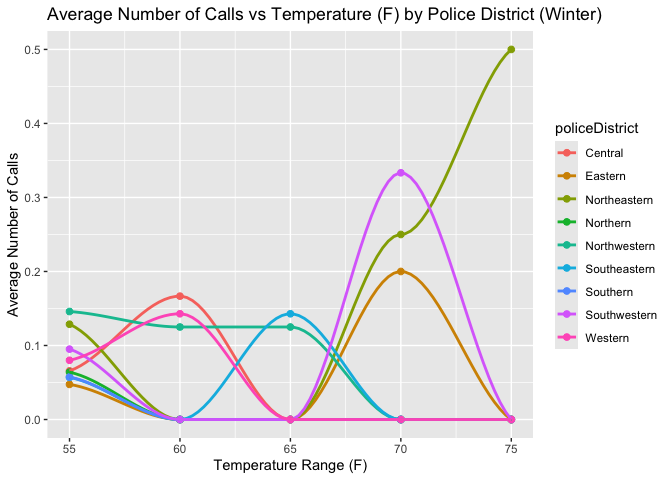 Average Number of Calls vs Temperature (F) by Police District (Winter)
Average Number of Calls
0.5
0.4
0.3
0.2
0.1
0.0
55 60 65 70 75
Temperature Range (F)
policeDistrict
Central
Eastern
Northeastern
Northern
Northwestern
Southeastern
Southern
Southwestern
Western